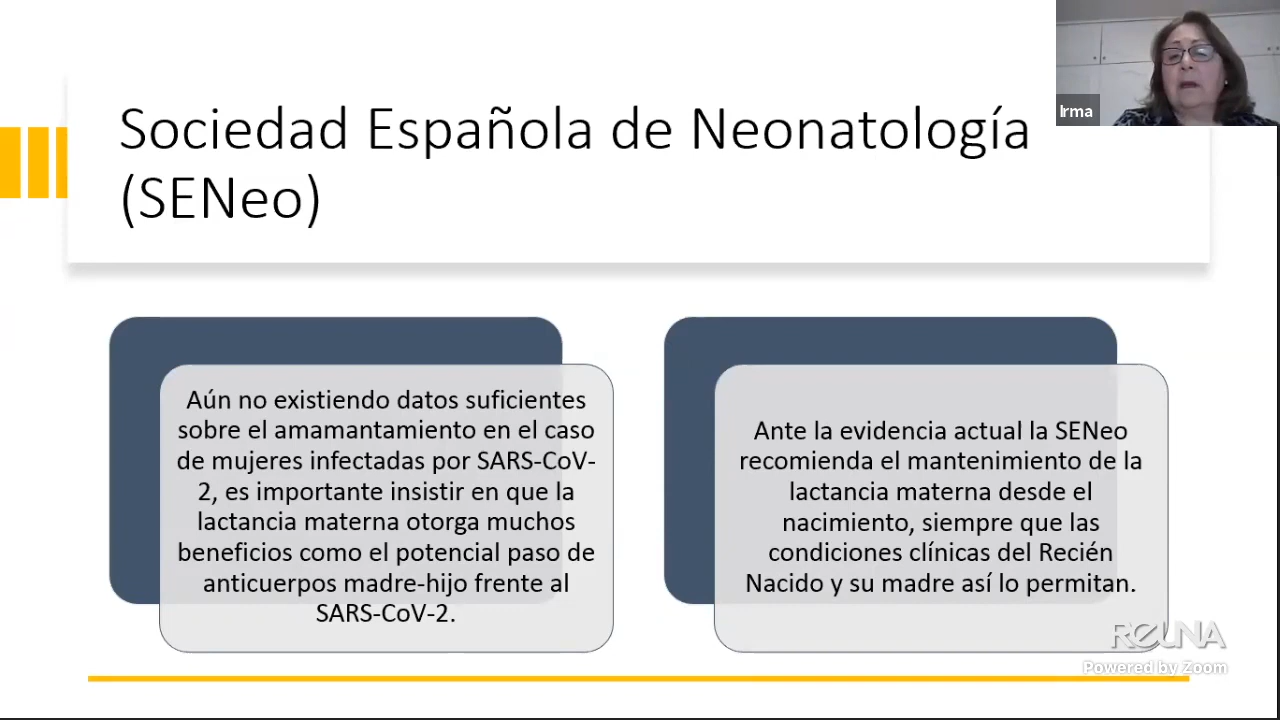 Irma
Sociedad Española de Neonatología
(SENeo)
Aún no existiendo datos suficientes
sobre el amamantamiento en el caso
de mujeres infectadas por SARS-CoV-
2, es importante insistir en que la
lactancia materna otorga muchos
beneficios como el potencial paso de
anticuerpos madre-hijo frente al
SARS-CoV-2.
Ante la evidencia actual la SENeo
recomienda el mantenimiento de la
lactancia materna desde el
nacimiento, siempre que las
condiciones clínicas del Recién
Nacido y su madre así lo permitan.
REUNA
Powered by Zoom